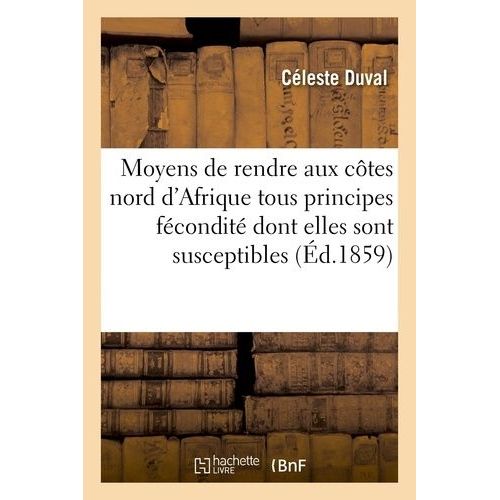 Céleste Duval
Moyens de rendre aux côtes
nord d'Afrique tous principes
fécondité dont elles sont
susceptibles (Éd.1859)
hachette
LIVRE
{BnF